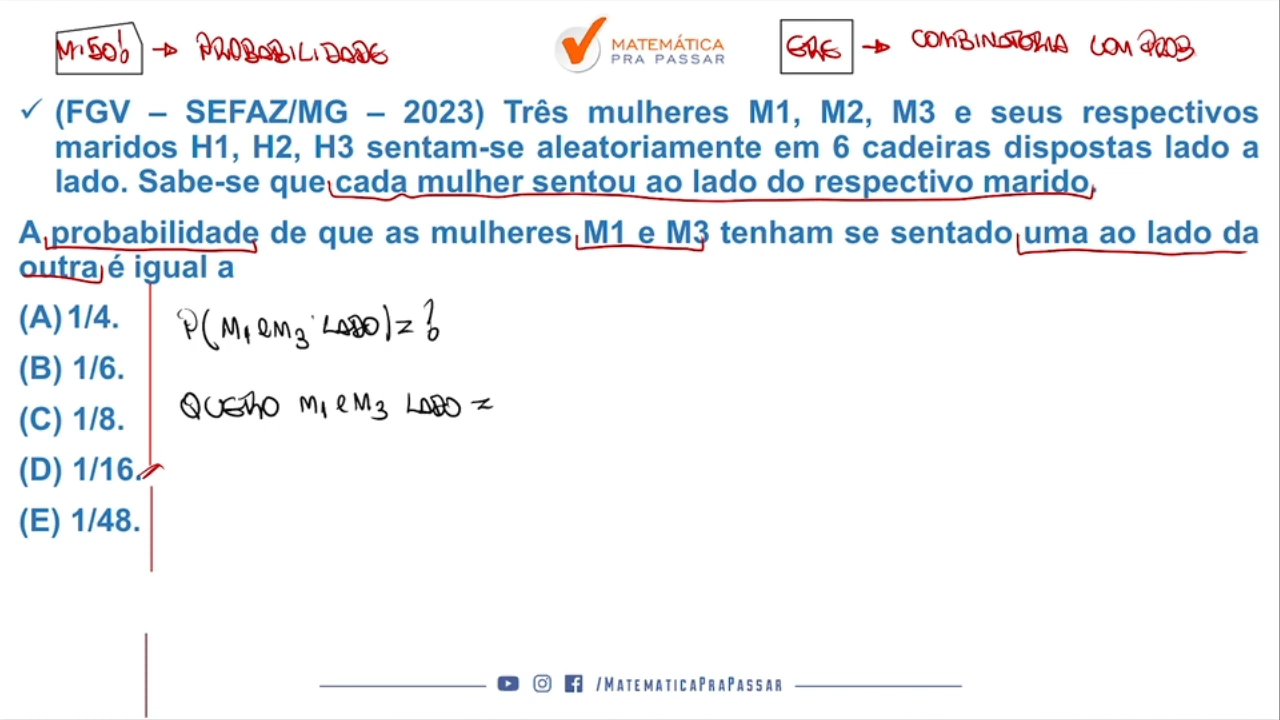 M.50! → PROBABILIDADE
MATEMÁTICA
PRA PASSAR
→ COMBINATORIA COM PROB
✓ (FGV – SEFAZ/MG – 2023) Três mulheres M1, M2, M3 e seus respectivos
maridos H1, H2, H3 sentam-se aleatoriamente em 6 cadeiras dispostas lado a
lado. Sabe-se que cada mulher sentou ao lado do respectivo marido.
A probabilidade de que as mulheres M1 e M3 tenham se sentado uma ao lado da
outra é igual a
(A) 1/4.
(B) 1/6.
(C) 1/8.
(D) 1/16.
(E) 1/48.
P(M1 e M3 LADO) = ?
QUERO M1 e M3 LADO =
/MATEMATICAPRAPASSAR